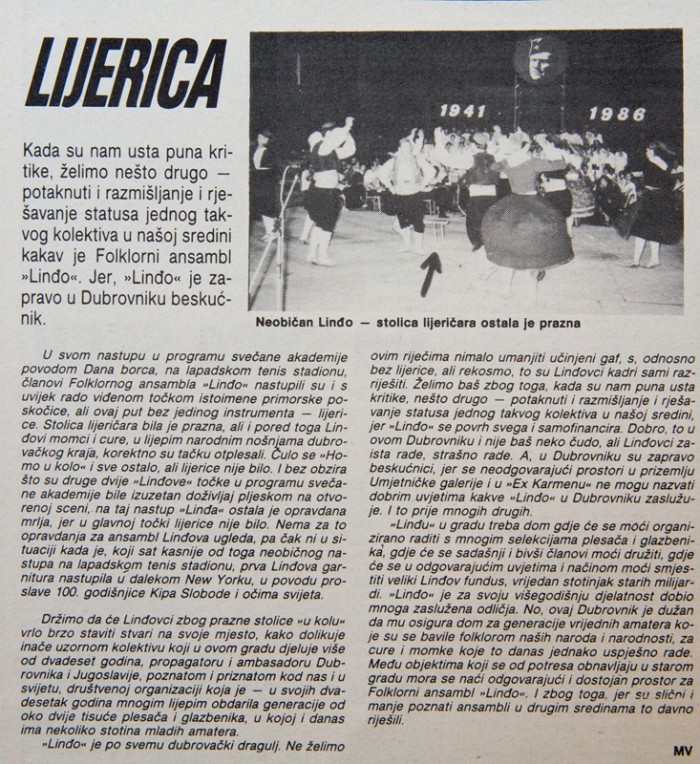 LIJERICA
Kada su nam usta puna kri-
tike, želimo nešto drugo —
potaknuti i razmišljanje i rje-
šavanje statusa jednog tak-
vog kolektiva u našoj sredini
kakav je Folklorni ansambl
»Linđo«. Jer, »Linđo« je za-
pravo u Dubrovniku beskuć-
nik.
1941
1986
Neobičan Linđo — stolica lijeričara ostala je prazna
U svom nastupu u programu svečane akademije
povodom Dana borca, na lapadskom tenis stadionu,
članovi Folklornog ansambla »Linđo« nastupili su i s
uvijek rado viđenom točkom istoimene primorske po-
skočice, ali ovaj put bez jedinog instrumenta — lijeri-
ce. Stolica lijeričara bila je prazna, ali i pored toga Lin-
đovi momci i cure, u lijepim narodnim nošnjama dubro-
vačkog kraja, korektno su tačku otplesali. Čulo se »Ho-
mo u kolo« i sve ostalo, ali lijerice nije bilo. I bez obzira
što su druge dvije »Linđove« točke u programu sveča-
ne akademije bile izuzetan doživljaj pljeskom na otvo-
renoj sceni, na taj nastup »Linđa« ostala je opravdana
mrlja, jer u glavnoj točki lijerice nije bilo. Nema za to
opravdanja za ansambl Linđova ugleda, pa čak ni u si-
tuaciji kada je, koji sat kasnije od toga neobičnog na-
stupa na lapadskom tenis stadionu, prva Linđova gar-
nitura nastupila u dalekom New Yorku, u povodu pro-
slave 100. godišnjice Kipa Slobode i očima svijeta.
Držimo da će Linđovci zbog prazne stolice »u kolu«
vrlo brzo staviti stvari na svoje mjesto, kako dolikuje
inače uzornom kolektivu koji u ovom gradu djeluje više
od dvadeset godina, propagatoru i ambasadoru Dub-
rovnika i Jugoslavije, poznatom i priznatom kod nas i u
svijetu, društvenoj organizaciji koja je — u svojih dva-
desetak godina mnogim lijepim obdarila generacije od
oko dvije tisuće plesača i glazbenika, u kojoj i danas
ima nekoliko stotina mladih amatera.
»Linđo« je po svemu dubrovački dragulj. Ne želimo
ovim riječima nimalo umanjiti učinjeni gaf, s, odnosno
bez lijerice, ali rekosmo, to su Linđovci kadri sami raz-
riješiti. Želimo baš zbog toga, kada su nam puna usta
kritike, nešto drugo — potaknuti i razmišljanje i rješa-
vanje statusa jednog takvog kolektiva u našoj sredini,
jer »Linđo« se povrh svega i samofinancira. Dobro, to u
ovom Dubrovniku i nije baš neko čudo, ali Linđovci za-
ista rade, strašno rade. A, u Dubrovniku su zapravo
beskućnici, jer se neodgovarajući prostori u prizemlju
Umjetničke galerije i u »Ex Karmenu« ne mogu nazvati
dobrim uvjetima kakve »Linđo« u Dubrovniku zaslužu-
je. I to prije mnogih drugih.
»Linđu« u gradu treba dom gdje će se moći organi-
zirano raditi s mnogim selekcijama plesača i glazbeni-
ka, gdje će se sadašnji i bivši članovi moći družiti, gdje
će se u odgovarajućim uvjetima i načinom moći smjes-
titi veliki Linđov fundus, vrijedan stotinjak starih milijar-
di. »Linđo« je za svoju višegodišnju djelatnost dobio
mnoga zaslužena odličja. No, ovaj Dubrovnik je dužan
da mu osigura dom za generacije vrijednih amatera ko-
je su se bavile folklorom naših naroda i narodnosti, za
cure i momke koje to danas jednako uspješno rade.
Među objektima koji se od potresa obnavljaju u starom
gradu mora se naći odgovarajući i dostojan prostor za
Folklorni ansambl »Linđo«. I zbog toga, jer su slični i
manje poznati ansambli u drugim sredinama to davno
riješili.
MV